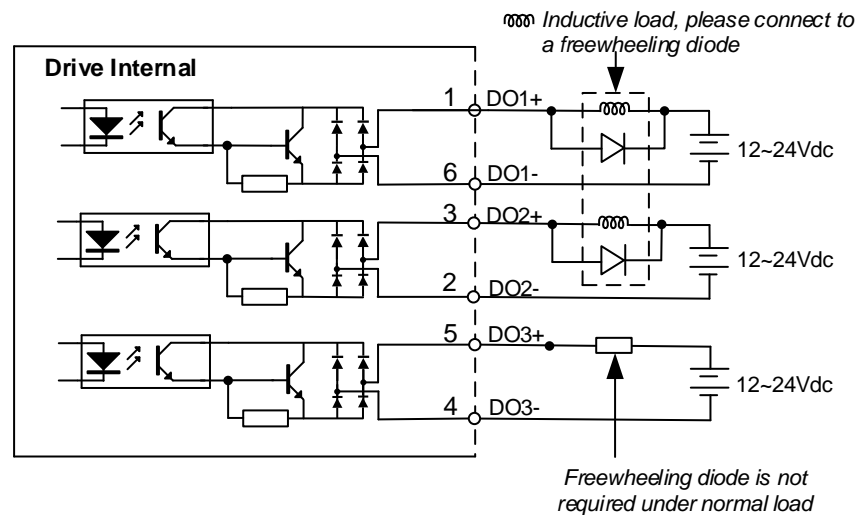 Inductive load, please connect to
a freewheeling diode
Drive Internal
1 DO1+
12~24Vdc
6 DO1-
3 DO2+
12~24Vdc
2 DO2-
5 DO3+
12~24Vdc
4 DO3-
Freewheeling diode is not
required under normal load